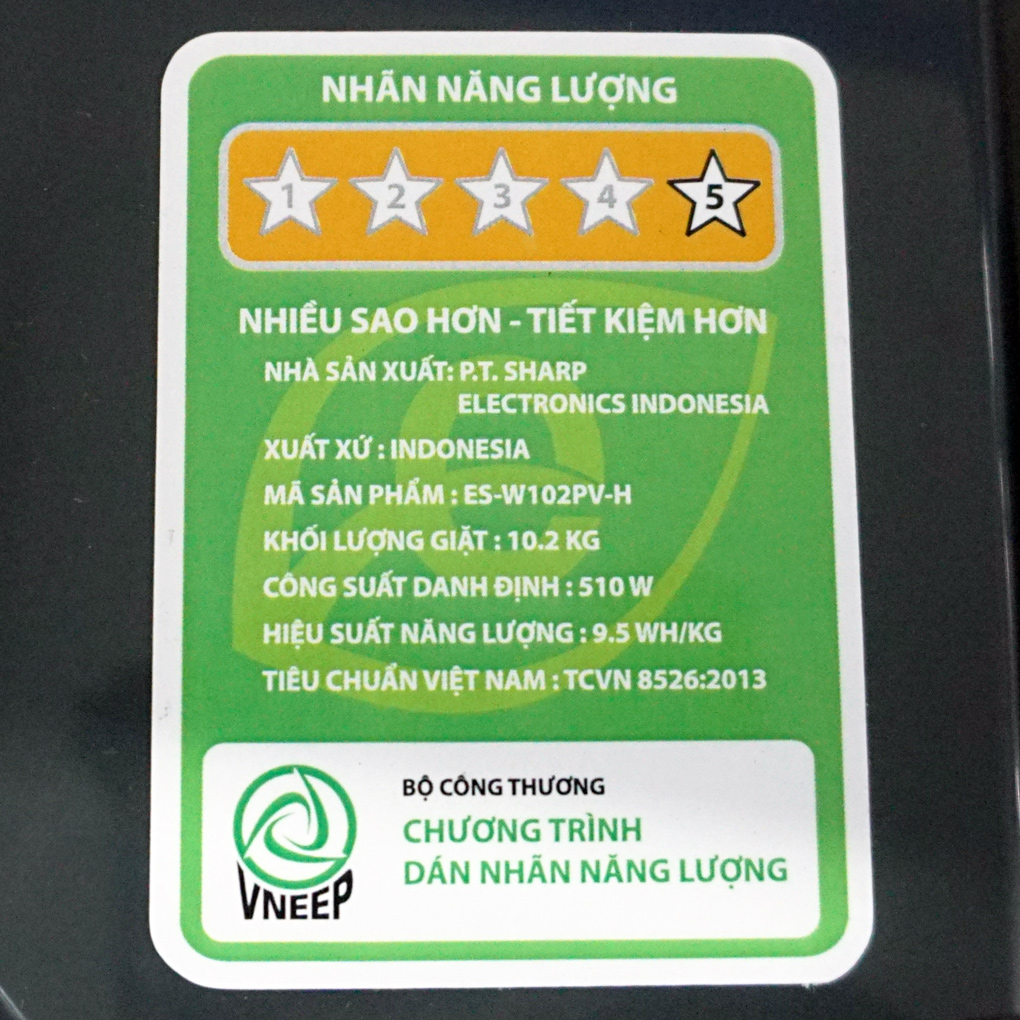 NHÃN NĂNG LƯỢNG
1 2 3 4 5
NHIỀU SAO HƠN - TIẾT KIỆM HƠN
NHÀ SẢN XUẤT: P.T. SHARP
ELECTRONICS INDONESIA
XUẤT XỨ : INDONESIA
MÃ SẢN PHẨM : ES-W102PV-H
KHỐI LƯỢNG GIẶT : 10.2 KG
CÔNG SUẤT DANH ĐỊNH : 510 W
HIỆU SUẤT NĂNG LƯỢNG : 9.5 WH/KG
TIÊU CHUẨN VIỆT NAM : TCVN 8526:2013
BỘ CÔNG THƯƠNG
CHƯƠNG TRÌNH
DÁN NHÃN NĂNG LƯỢNG
VNEEP